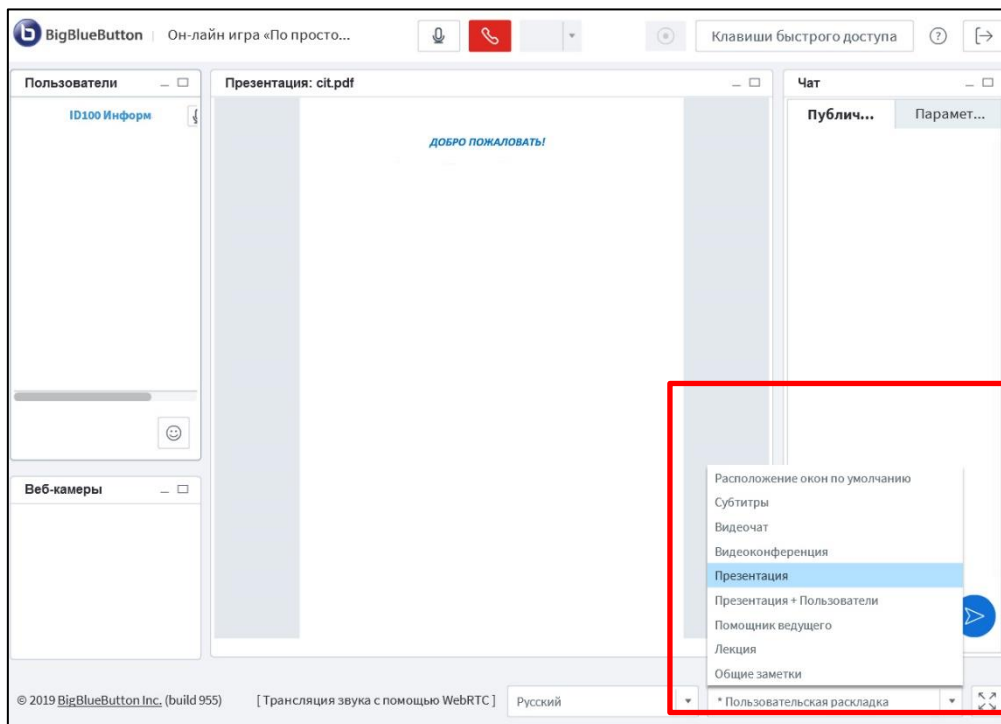 BigBlueButton Он-лайн игра «По просто... Клавиши быстрого доступа
Пользователи
ID100 Информ
Презентация: cit.pdf
ДОБРО ПОЖАЛОВАТЬ!
Чат
Публич... Парамет...
Веб-камеры
Расположение окон по умолчанию
Субтитры
Видеочат
Видеоконференция
Презентация
Презентация + Пользователи
Помощник ведущего
Лекция
Общие заметки
© 2019 BigBlueButton Inc. (build 955) [ Трансляция звука с помощью WebRTC ] Русский * Пользовательская раскладка